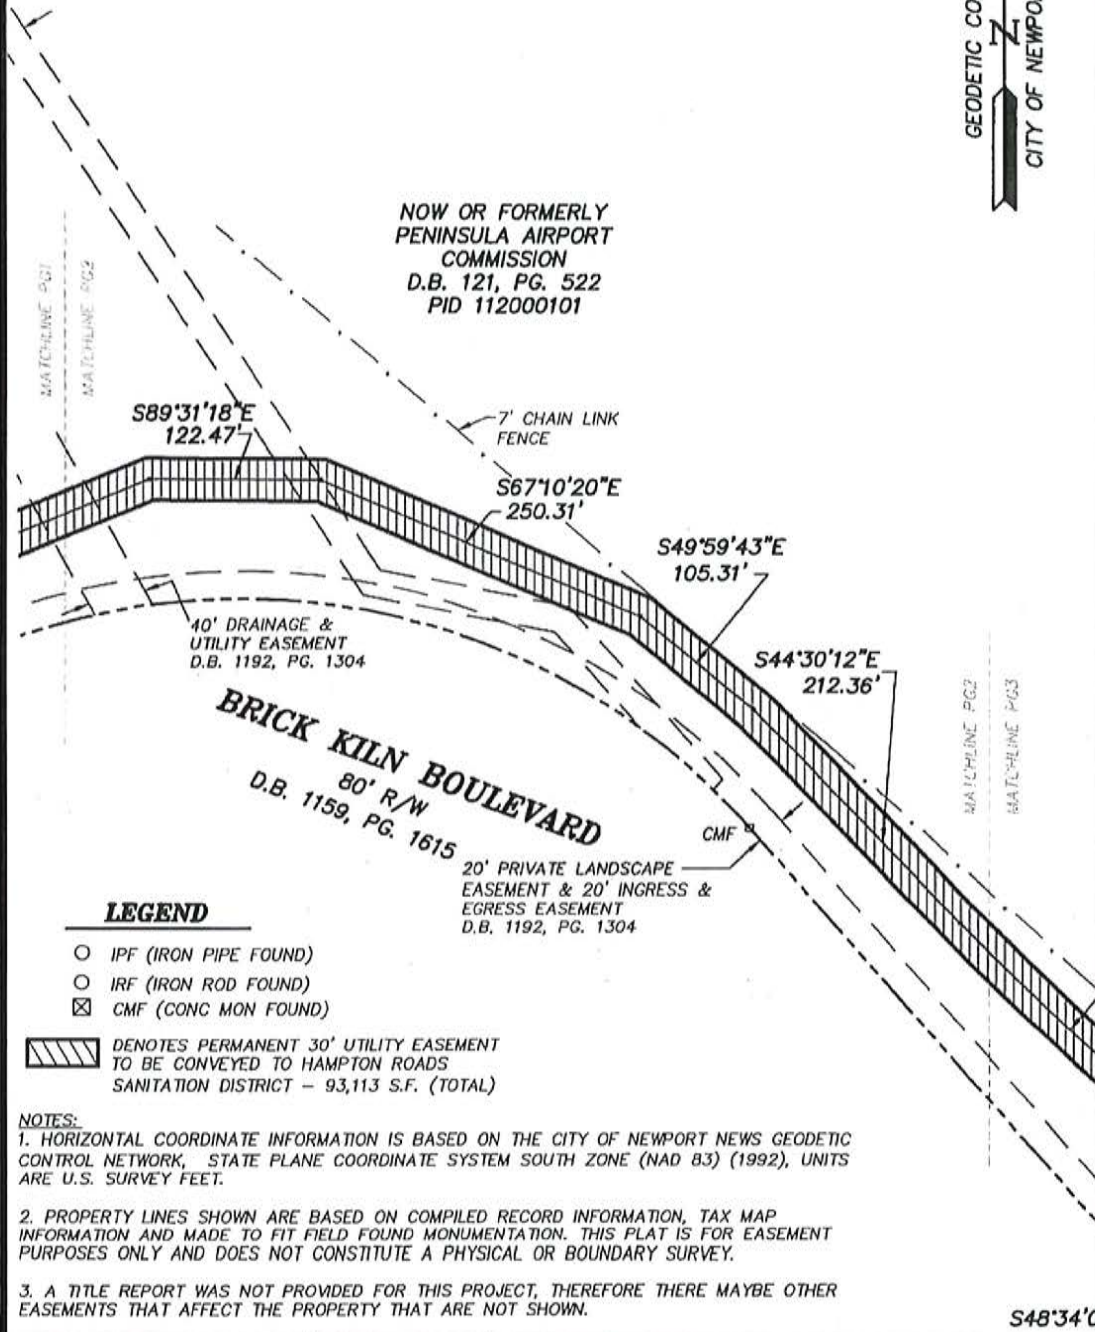 GEODETIC CO
Z
CITY OF NEWPO
NOW OR FORMERLY
PENINSULA AIRPORT
COMMISSION
D.B. 121, PG. 522
PID 112000101
MATCHLINE PG1
MATCHLINE PG2
S89°31'18"E
122.47'
7' CHAIN LINK
FENCE
S67°10'20"E
250.31'
S49°59'43"E
105.31'
S44°30'12"E
212.36'
40' DRAINAGE &
UTILITY EASEMENT
D.B. 1192, PG. 1304
MATCHLINE PG2
MATCHLINE PG3
BRICK KILN BOULEVARD
80' R/W
D.B. 1159, PG. 1615
CMF
20' PRIVATE LANDSCAPE
EASEMENT & 20' INGRESS &
EGRESS EASEMENT
D.B. 1192, PG. 1304
LEGEND
IPF (IRON PIPE FOUND)
IRF (IRON ROD FOUND)
CMF (CONC MON FOUND)
DENOTES PERMANENT 30' UTILITY EASEMENT
TO BE CONVEYED TO HAMPTON ROADS
SANITATION DISTRICT – 93,113 S.F. (TOTAL)
NOTES:
1. HORIZONTAL COORDINATE INFORMATION IS BASED ON THE CITY OF NEWPORT NEWS GEODETIC
CONTROL NETWORK, STATE PLANE COORDINATE SYSTEM SOUTH ZONE (NAD 83) (1992), UNITS
ARE U.S. SURVEY FEET.
2. PROPERTY LINES SHOWN ARE BASED ON COMPILED RECORD INFORMATION, TAX MAP
INFORMATION AND MADE TO FIT FIELD FOUND MONUMENTATION. THIS PLAT IS FOR EASEMENT
PURPOSES ONLY AND DOES NOT CONSTITUTE A PHYSICAL OR BOUNDARY SURVEY.
3. A TITLE REPORT WAS NOT PROVIDED FOR THIS PROJECT, THEREFORE THERE MAYBE OTHER
EASEMENTS THAT AFFECT THE PROPERTY THAT ARE NOT SHOWN.
S48°34'0